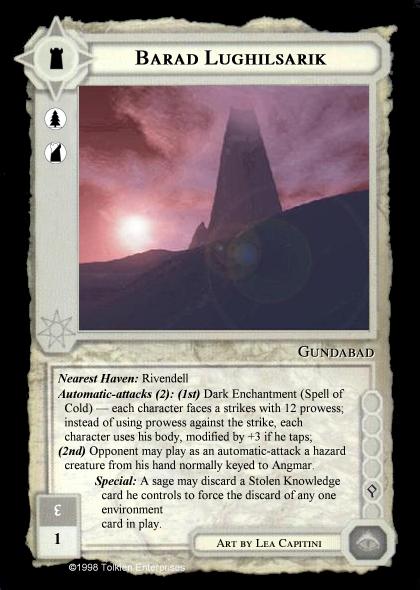 BARAD LUGHILSARIK
GUNDABAD
Nearest Haven: Rivendell
Automatic-attacks (2): (1st) Dark Enchantment (Spell of
Cold) — each character faces a strikes with 12 prowess;
instead of using prowess against the strike, each
character uses his body, modified by +3 if he taps;
(2nd) Opponent may play as an automatic-attack a hazard
creature from his hand normally keyed to Angmar.
Special: A sage may discard a Stolen Knowledge
card he controls to force the discard of any one
environment
card in play.
ε
1
ART BY LEA CAPITINI
©1998 Tolkien Enterprises